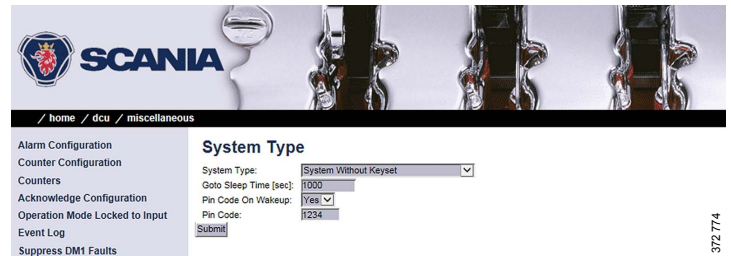 SCANIA
/ home / dcu / miscellaneous
Alarm Configuration
Counter Configuration
Counters
Acknowledge Configuration
Operation Mode Locked to Input
Event Log
Suppress DM1 Faults
System Type
System Type: System Without Keyset
Goto Sleep Time [sec]: 1000
Pin Code On Wakeup: Yes
Pin Code: 1234
Submit
372 774